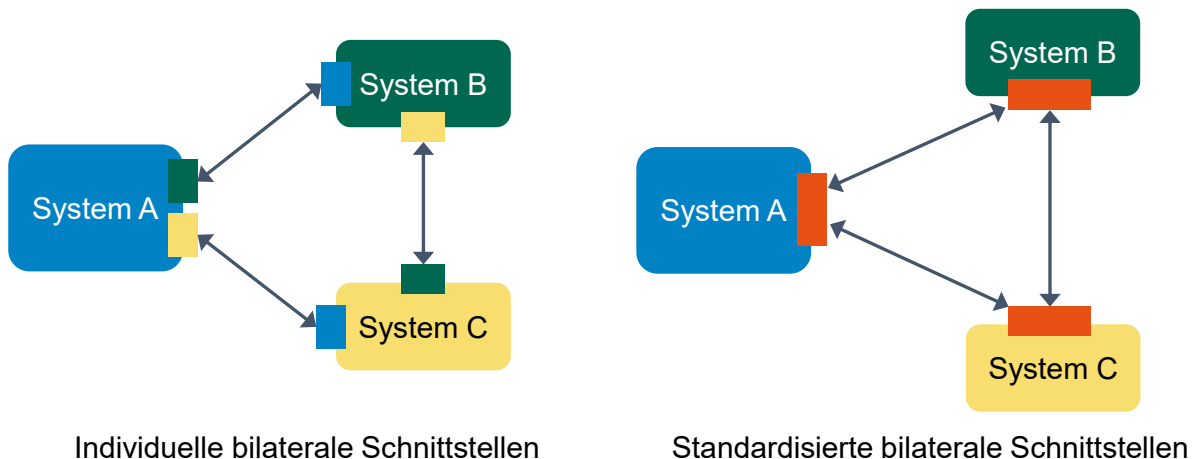 System B
System A
System C
Individuelle bilaterale Schnittstellen
System B
System A
System C
Standardisierte bilaterale Schnittstellen